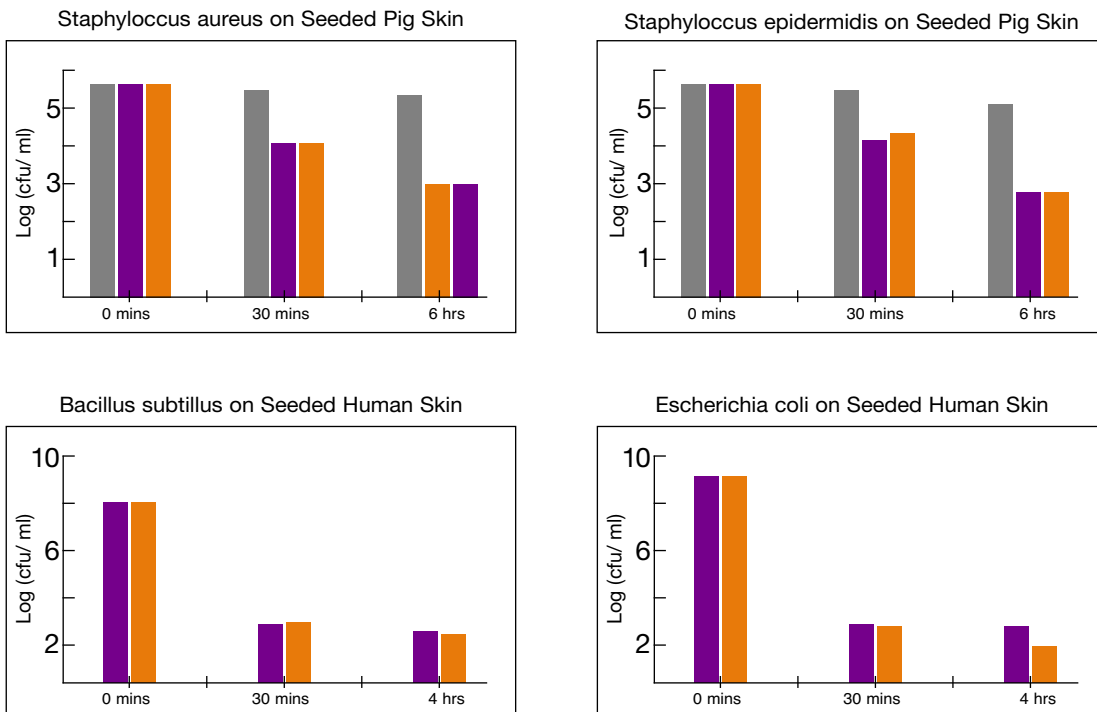 Staphyloccus aureus on Seeded Pig Skin
Log (cfu/ ml)
5
3
1
0 mins 30 mins 6 hrs
Staphyloccus epidermidis on Seeded Pig Skin
Log (cfu/ ml)
5
3
1
0 mins 30 mins 6 hrs
Bacillus subtillus on Seeded Human Skin
Log (cfu/ ml)
10
6
2
0 mins 30 mins 4 hrs
Escherichia coli on Seeded Human Skin
Log (cfu/ ml)
10
6
2
0 mins 30 mins 4 hrs